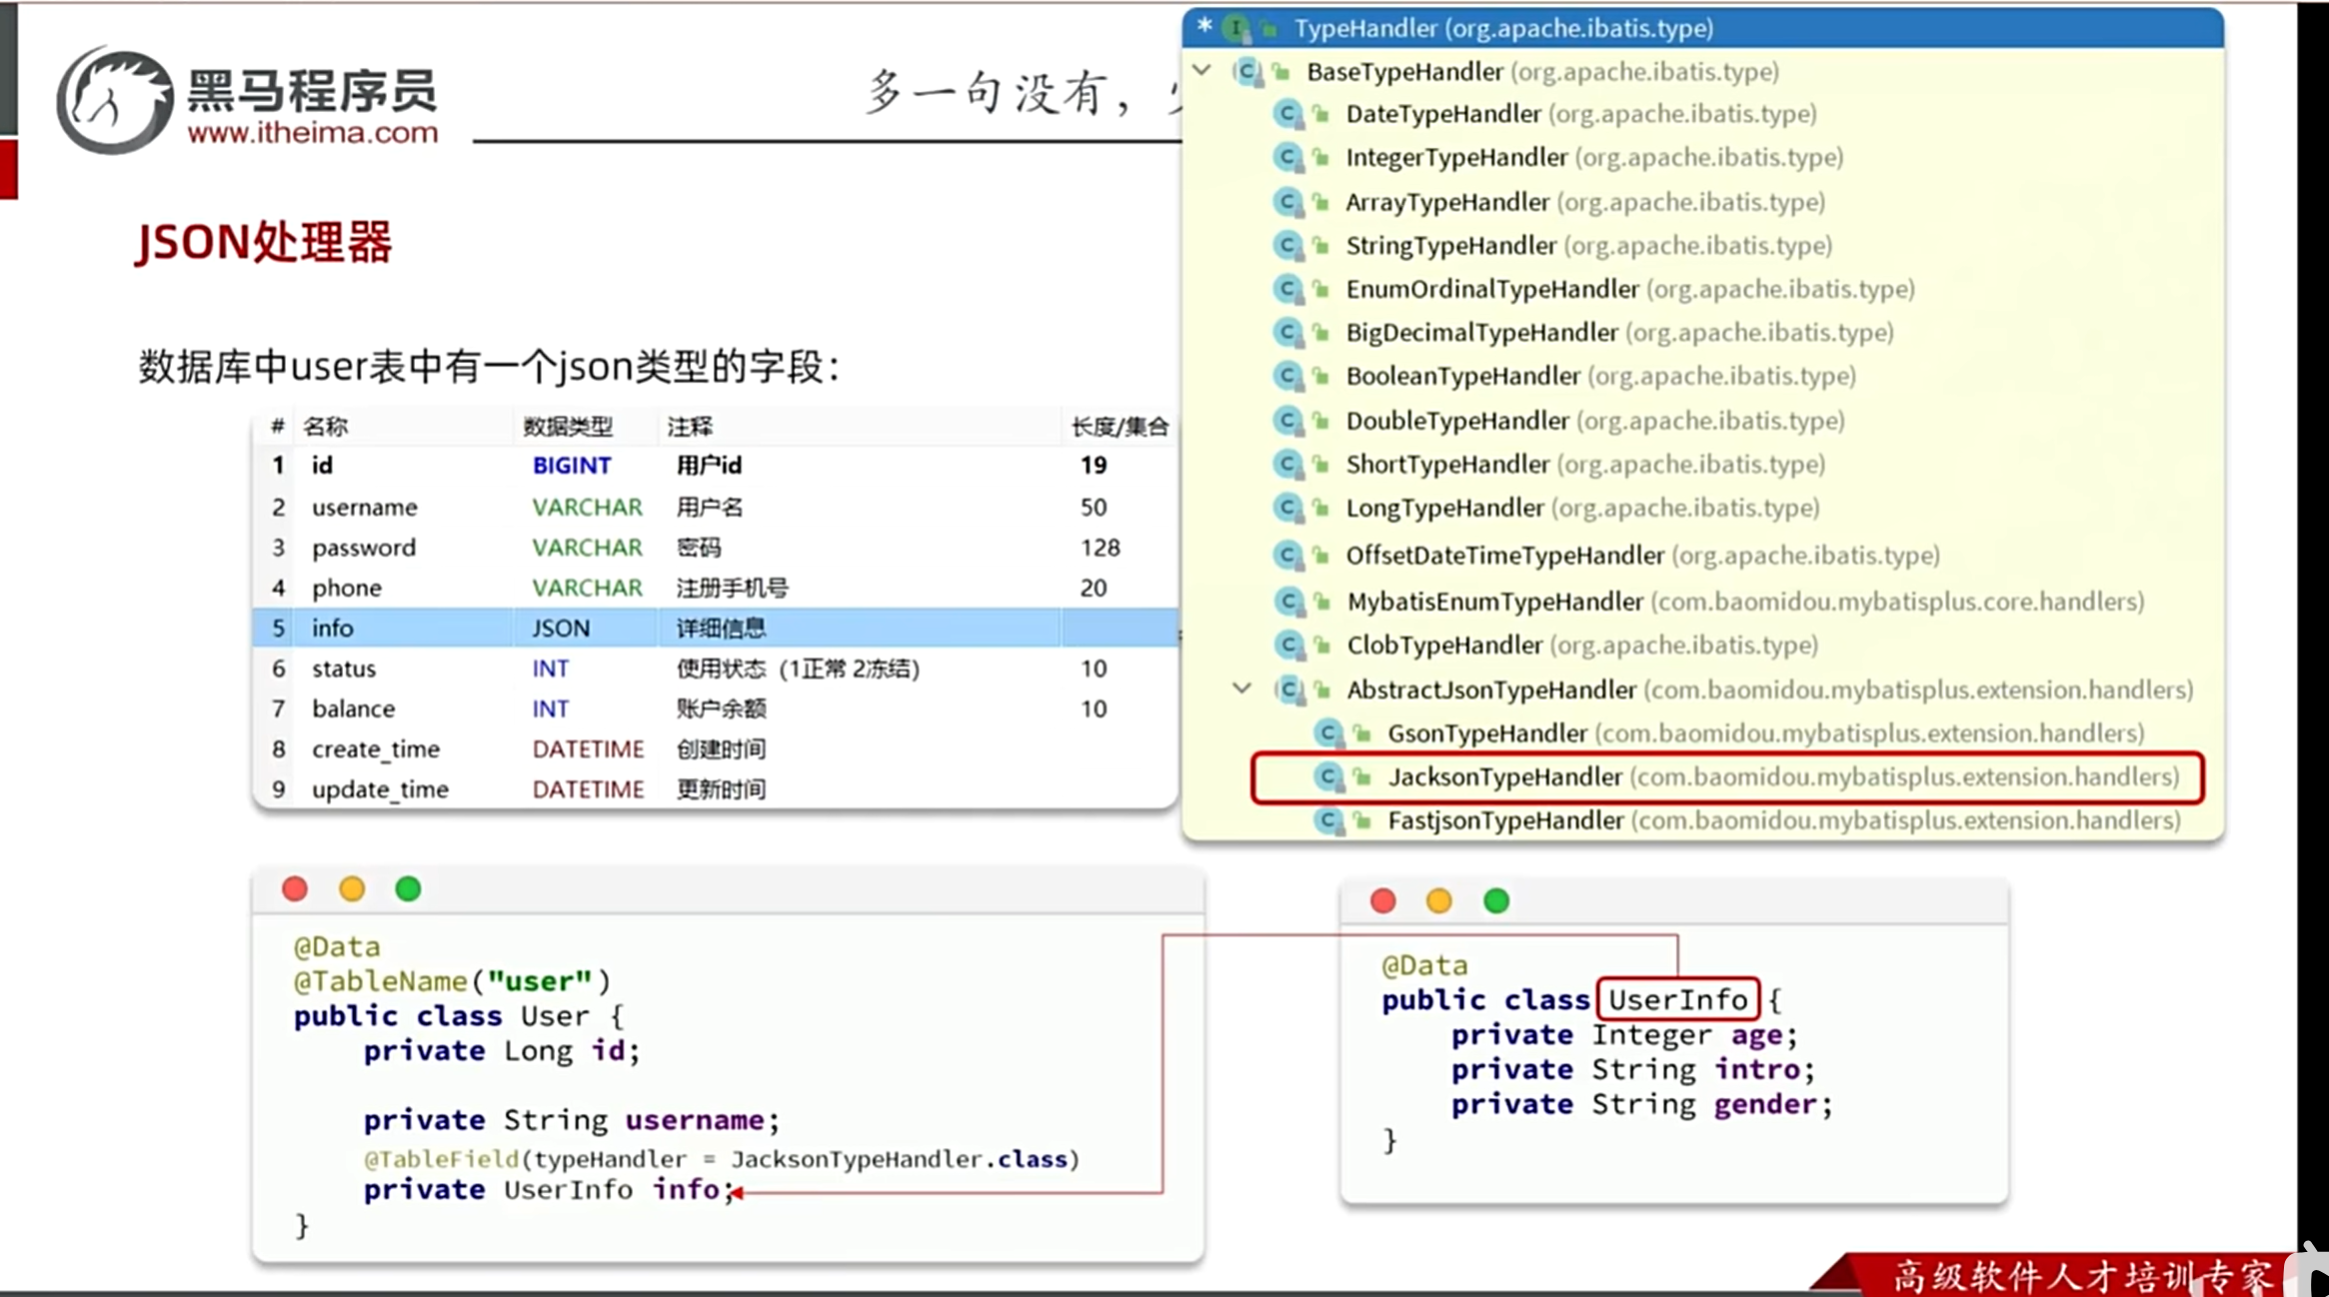 黑马程序员
www.itheima.com
多一句没有，
JSON处理器
数据库中user表中有一个json类型的字段：
# 名称 数据类型 注释 长度/集合
1 id BIGINT 用户id 19
2 username VARCHAR 用户名 50
3 password VARCHAR 密码 128
4 phone VARCHAR 注册手机号 20
5 info JSON 详细信息
6 status INT 使用状态（1正常 2冻结） 10
7 balance INT 账户余额 10
8 create_time DATETIME 创建时间
9 update_time DATETIME 更新时间
* I TypeHandler (org.apache.ibatis.type)
C BaseTypeHandler (org.apache.ibatis.type)
C DateTypeHandler (org.apache.ibatis.type)
C IntegerTypeHandler (org.apache.ibatis.type)
C ArrayTypeHandler (org.apache.ibatis.type)
C StringTypeHandler (org.apache.ibatis.type)
C EnumOrdinalTypeHandler (org.apache.ibatis.type)
C BigDecimalTypeHandler (org.apache.ibatis.type)
C BooleanTypeHandler (org.apache.ibatis.type)
C DoubleTypeHandler (org.apache.ibatis.type)
C ShortTypeHandler (org.apache.ibatis.type)
C LongTypeHandler (org.apache.ibatis.type)
C OffsetDateTimeTypeHandler (org.apache.ibatis.type)
C MybatisEnumTypeHandler (com.baomidou.mybatisplus.core.handlers)
C ClobTypeHandler (org.apache.ibatis.type)
C AbstractJsonTypeHandler (com.baomidou.mybatisplus.extension.handlers)
C GsonTypeHandler (com.baomidou.mybatisplus.extension.handlers)
C JacksonTypeHandler (com.baomidou.mybatisplus.extension.handlers)
C FastjsonTypeHandler (com.baomidou.mybatisplus.extension.handlers)
@Data
@TableName("user")
public class User {
private Long id;
private String username;
@TableField(typeHandler = JacksonTypeHandler.class)
private UserInfo info;
}
@Data
public class UserInfo {
private Integer age;
private String intro;
private String gender;
}
高级软件人才培训专家